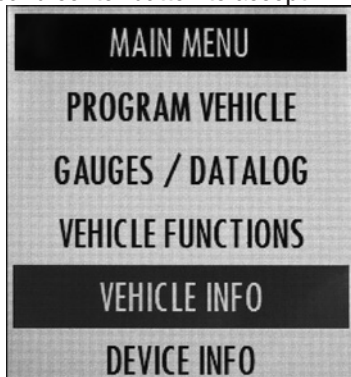 MAIN MENU
PROGRAM VEHICLE
GAUGES / DATALOG
VEHICLE FUNCTIONS
VEHICLE INFO
DEVICE INFO